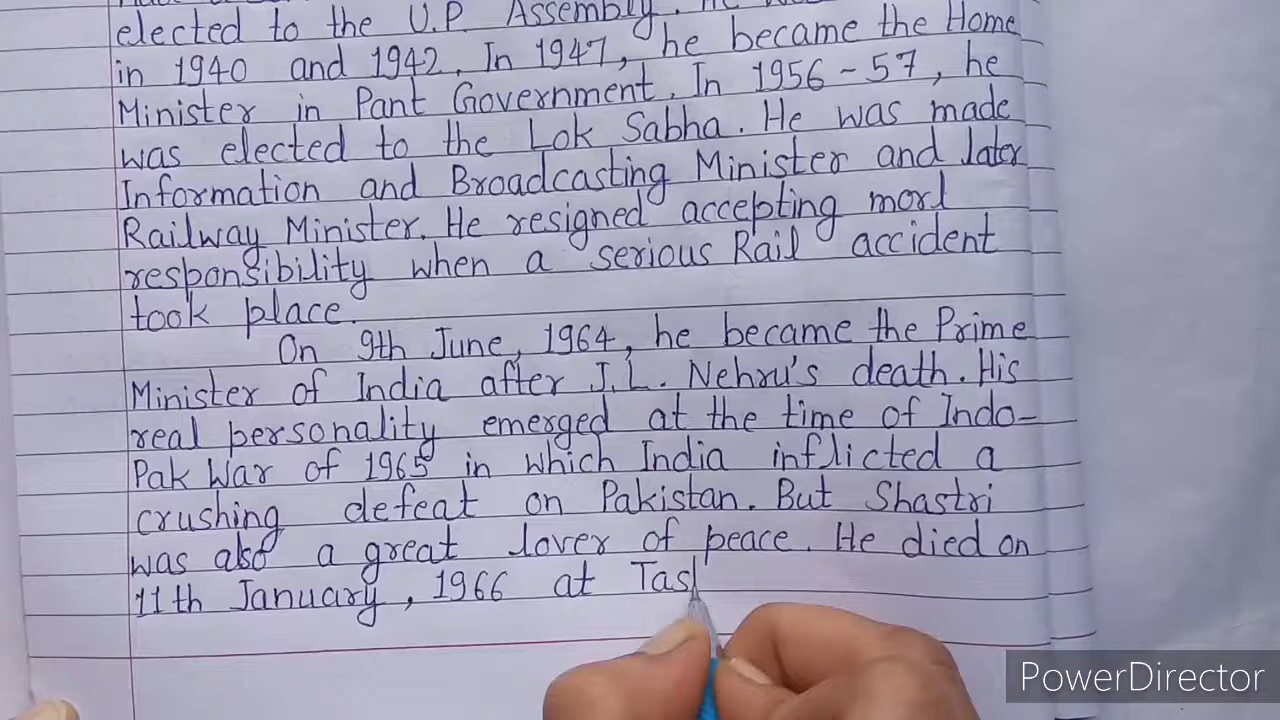 elected to the U.P. Assembly. He
in 1940 and 1942. In 1947, he became the Home
Minister in Pant Government. In 1956-57, he
was elected to the Lok Sabha. He was made
Information and Broadcasting Minister and later
Railway Minister. He resigned accepting morl
responsibility when a serious Rail accident
took place.
On 9th June, 1964, he became the Prime
Minister of India after J.L. Nehru's death. His
real personality emerged at the time of Indo-
Pak War of 1965 in which India inflicted a
crushing defeat on Pakistan. But Shastri
was also a great lover of peace. He died on
11th January, 1966 at Tas
PowerDirector